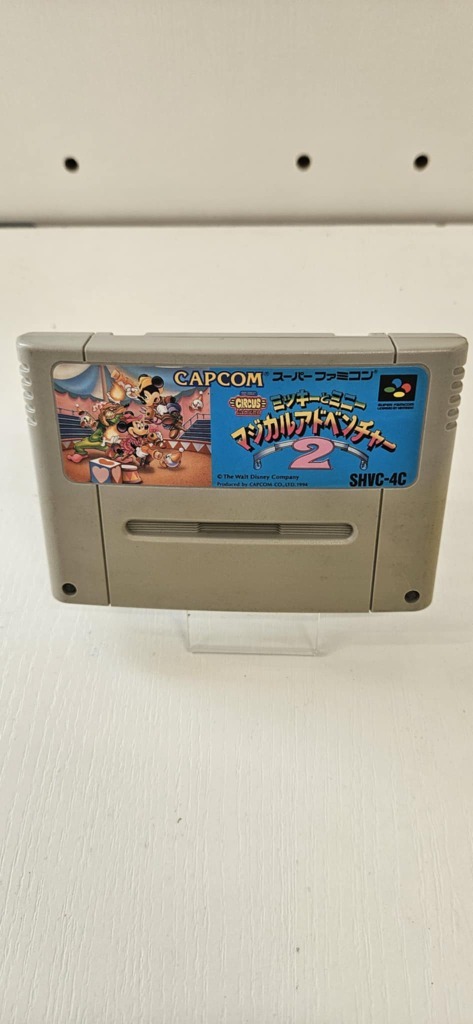 CAPCOM スーパーファミコン
CIRCUS
ミッキーとミニー
マジカルアドベンチャー
2
© The Walt Disney Company
Produced by CAPCOM CO.,LTD. 1994
SHVC-4C